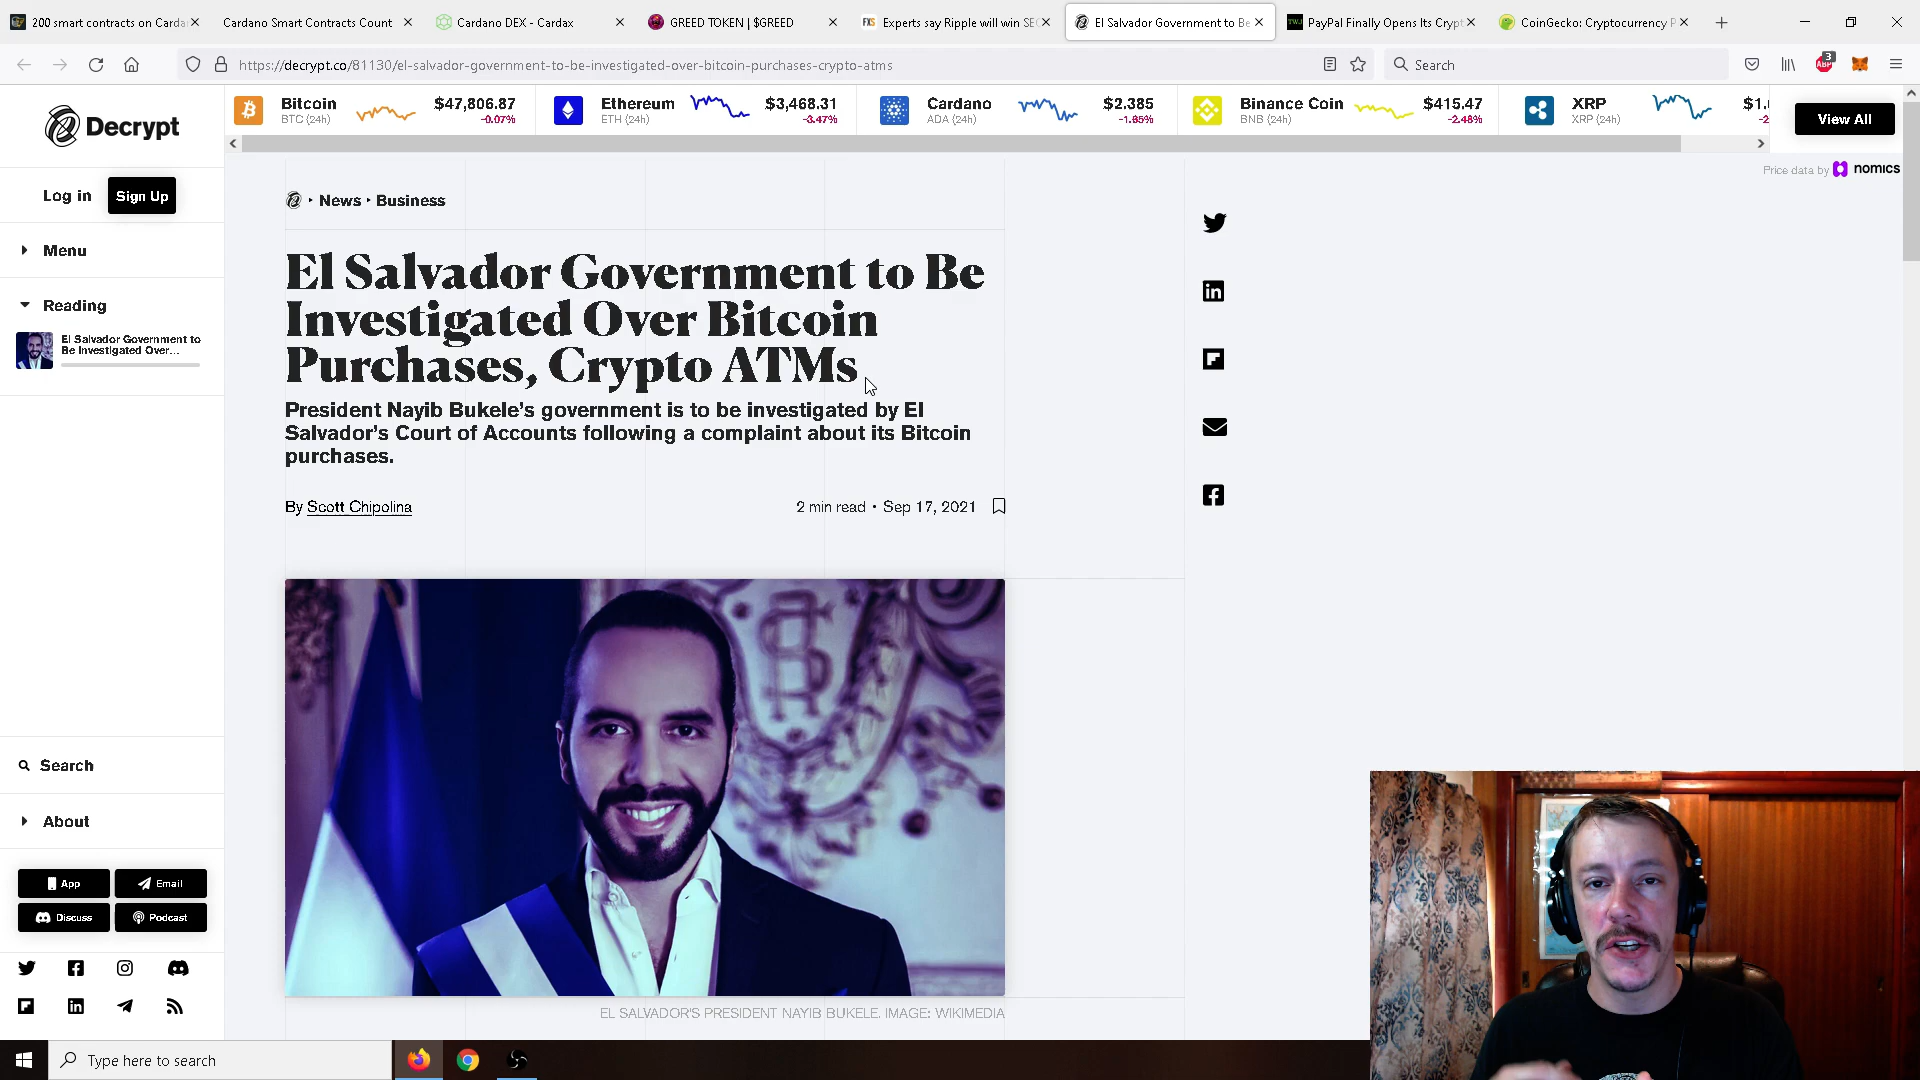 200 smart contracts on Carda
Cardano Smart Contracts Count
Cardano DEX - Cardax
GREED TOKEN | $GREED
FXS
Experts say Ripple will win SEC
El Salvador Government to Be
TWJ
PayPal Finally Opens Its Crypt
CoinGecko: Cryptocurrency P
https://decrypt.co/81130/el-salvador-government-to-be-investigated-over-bitcoin-purchases-crypto-atms
Search
ABP
3
Decrypt
Bitcoin
BTC (24h)
$47,806.87
-0.07%
Ethereum
ETH (24h)
$3,468.31
-3.47%
Cardano
ADA (24h)
$2.385
-1.65%
Binance Coin
BNB (24h)
$415.47
-2.48%
XRP
XRP (24h)
$1.
-2
View All
Price data by nomics
Log in
Sign Up
Menu
Reading
El Salvador Government to
Be Investigated Over...
News
Business
El Salvador Government to Be
Investigated Over Bitcoin
Purchases, Crypto ATMs
President Nayib Bukele’s government is to be investigated by El
Salvador’s Court of Accounts following a complaint about its Bitcoin
purchases.
By Scott Chipolina
2 min read • Sep 17, 2021
EL SALVADOR'S PRESIDENT NAYIB BUKELE. IMAGE: WIKIMEDIA
Search
About
App
Email
Discuss
Podcast
Type here to search